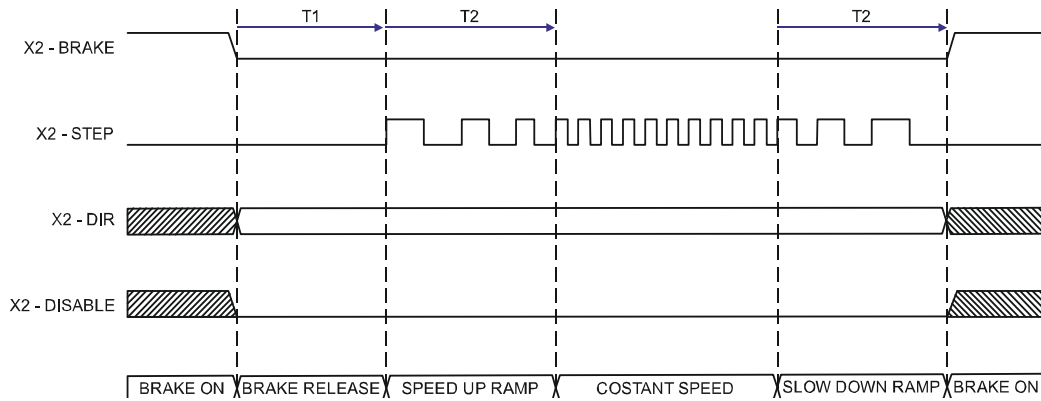 T1 T2 T2
X2 - BRAKE
X2 - STEP
X2 - DIR
X2 - DISABLE
BRAKE ON BRAKE RELEASE SPEED UP RAMP COSTANT SPEED SLOW DOWN RAMP BRAKE ON